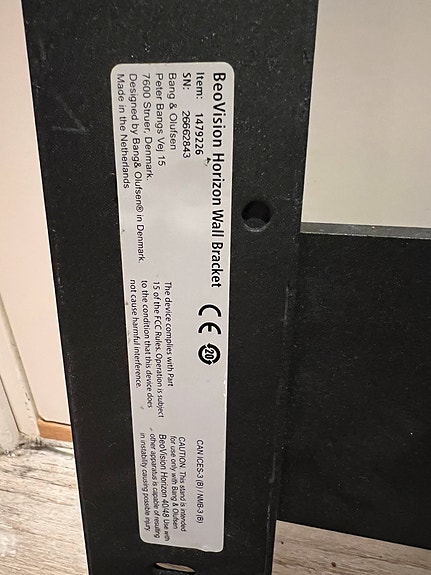 BeoVision Horizon Wall Bracket
Item: 1479226
SN: 26662843
Bang & Olufsen
Peter Bangs Vej 15
7600 Struer, Denmark.
Designed by Bang& Olufsen® in Denmark
Made in the Netherlands
CE
20
The device complies with Part
15 of the FCC Rules. Operation is subject
to the condition that this device does
not cause harmful interference.
CAN ICES-3 (B) / NMB-3 (B)
CAUTION: This stand is intended
for use only with Bang & Olufsen
BeoVision Horizon 40/48 Use with
other apparatus is capable of resulting
in instability causing possible injury.